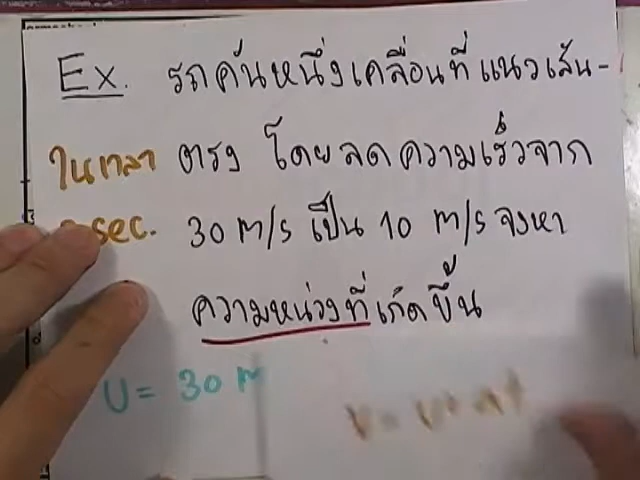 Ex. รถคันหนึ่งเคลื่อนที่แนวเส้น-
ในเวลา ตรง โดยลดความเร็วจาก
sec. 30 m/s เป็น 10 m/s จงหา
ความหน่วงที่เกิดขึ้น
U = 30 m
V = U + at